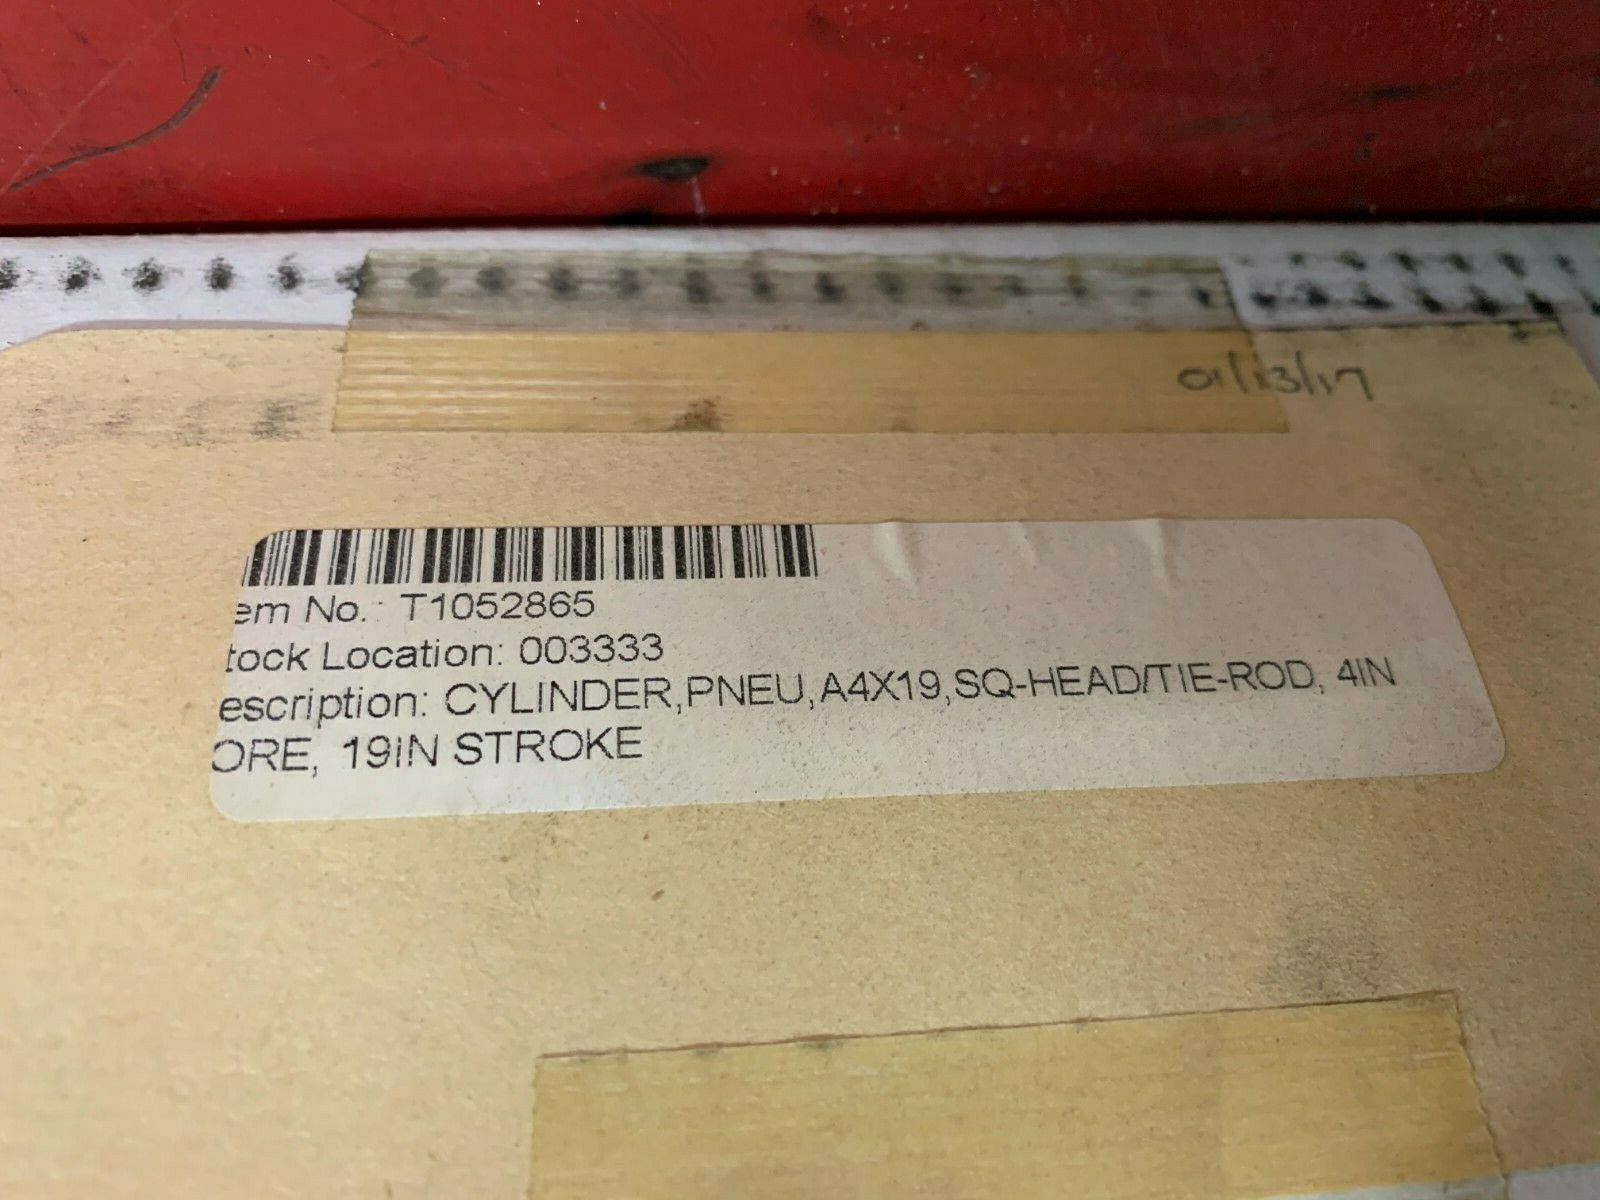 01/13/17
em No.: T1052865
tock Location: 003333
escription: CYLINDER,PNEU,A4X19,SQ-HEAD/TIE-ROD, 4IN
ORE, 19iN STROKE